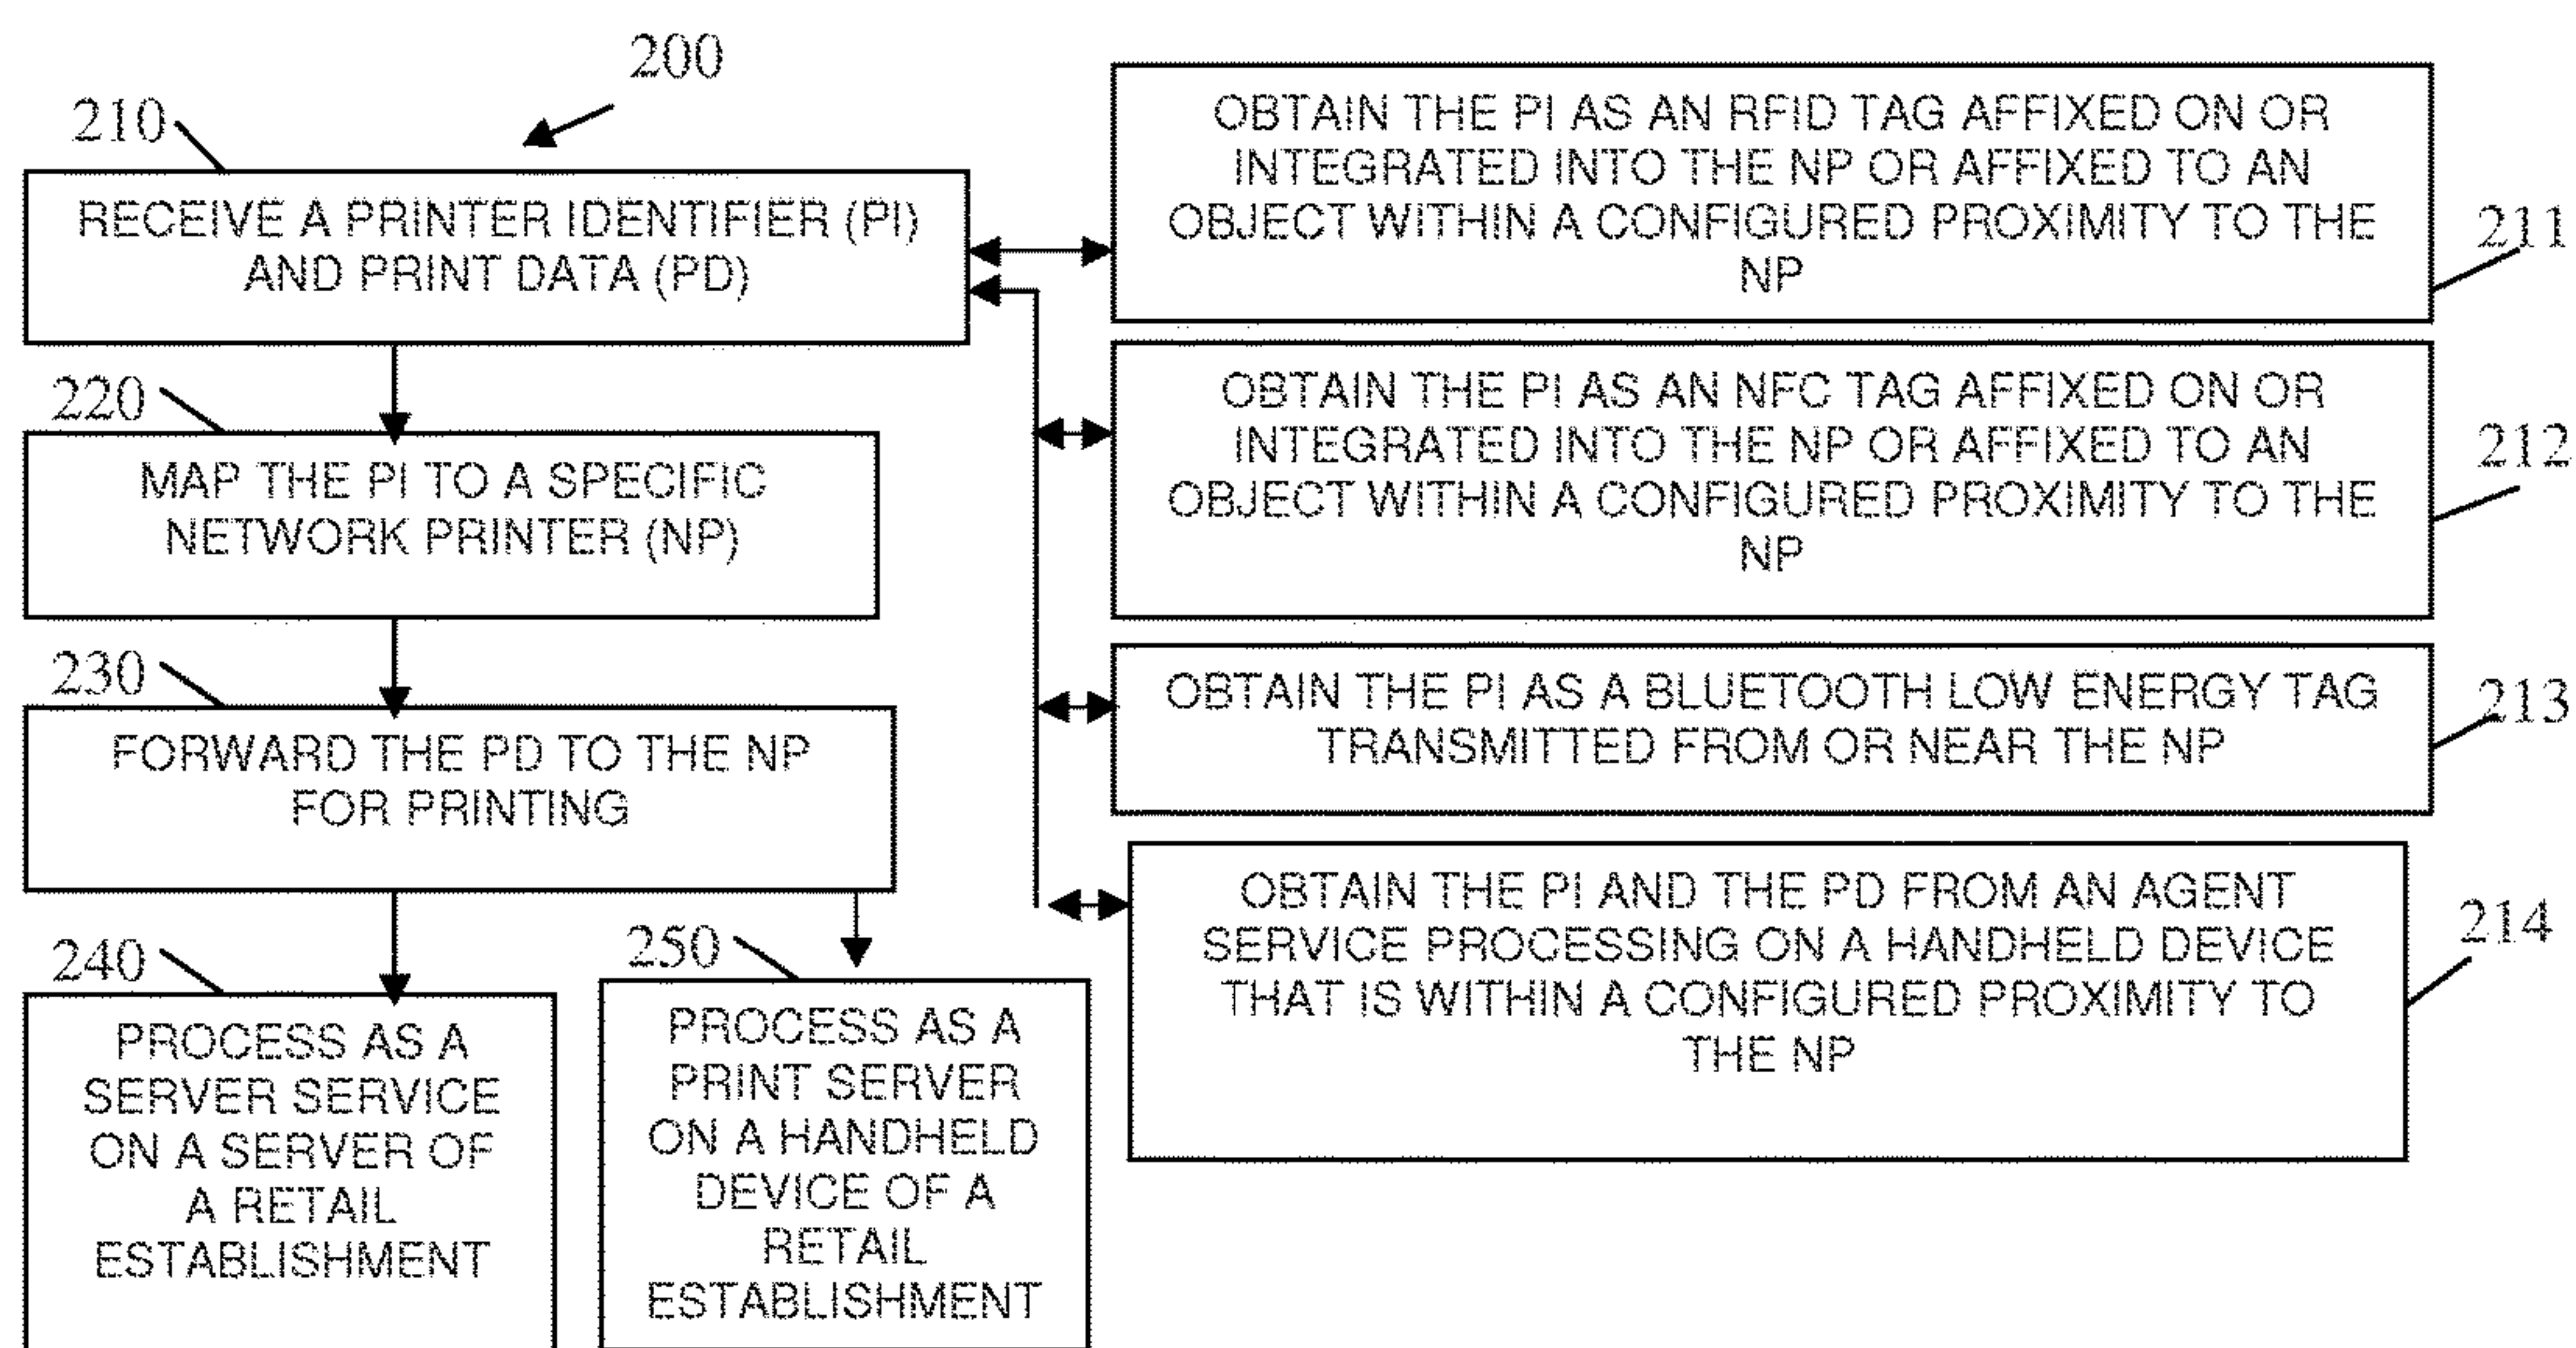 200
210
RECEIVE A PRINTER IDENTIFIER (PI)
AND PRINT DATA (PD)
220
MAP THE PI TO A SPECIFIC
NETWORK PRINTER (NP)
230
FORWARD THE PD TO THE NP
FOR PRINTING
240
PROCESS AS A
SERVER SERVICE
ON A SERVER OF
A RETAIL
ESTABLISHMENT
250
PROCESS AS A
PRINT SERVER
ON A HANDHELD
DEVICE OF A
RETAIL
ESTABLISHMENT
OBTAIN THE PI AS AN RFID TAG AFFIXED ON OR
INTEGRATED INTO THE NP OR AFFIXED TO AN
OBJECT WITHIN A CONFIGURED PROXIMITY TO THE
NP
211
OBTAIN THE PI AS AN NFC TAG AFFIXED ON OR
INTEGRATED INTO THE NP OR AFFIXED TO AN
OBJECT WITHIN A CONFIGURED PROXIMITY TO THE
NP
212
OBTAIN THE PI AS A BLUETOOTH LOW ENERGY TAG
TRANSMITTED FROM OR NEAR THE NP
213
OBTAIN THE PI AND THE PD FROM AN AGENT
SERVICE PROCESSING ON A HANDHELD DEVICE
THAT IS WITHIN A CONFIGURED PROXIMITY TO
THE NP
214